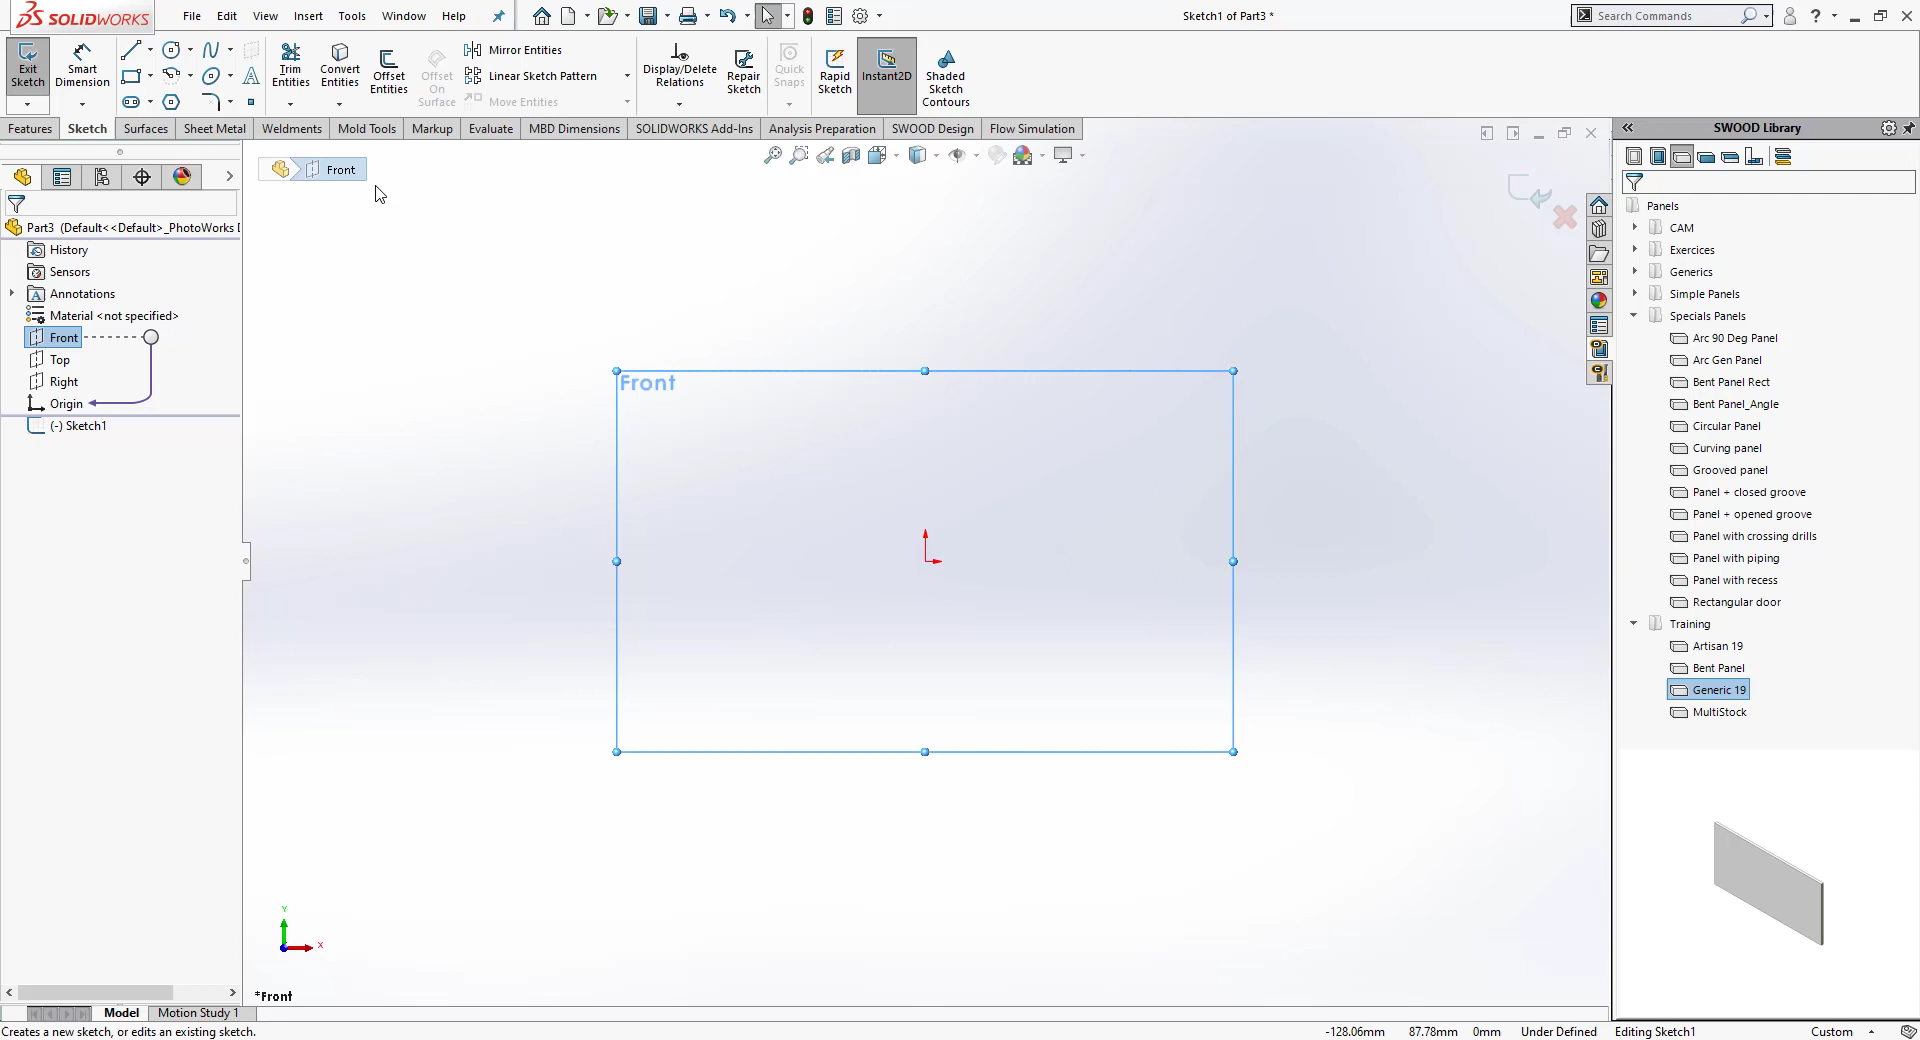 SOLIDWORKS
File Edit View Insert Tools Window Help
Sketch1 of Part3 *
Search Commands
Exit Sketch
Smart Dimension
Trim Entities
Convert Entities
Offset Entities
Offset On Surface
Mirror Entities
Linear Sketch Pattern
Move Entities
Display/Delete Relations
Repair Sketch
Quick Snaps
Rapid Sketch
Instant2D
Shaded Sketch Contours
Features Sketch Surfaces Sheet Metal Weldments Mold Tools Markup Evaluate MBD Dimensions SOLIDWORKS Add-Ins Analysis Preparation SWOOD Design Flow Simulation
SWOOD Library
Front
Part3 (Default<<Default>_PhotoWorks D
History
Sensors
Annotations
Material <not specified>
Front
Top
Right
Origin
(-) Sketch1
Front
Y
X
*Front
Panels
CAM
Exercices
Generics
Simple Panels
Specials Panels
Arc 90 Deg Panel
Arc Gen Panel
Bent Panel Rect
Bent Panel_Angle
Circular Panel
Curving panel
Grooved panel
Panel + closed groove
Panel + opened groove
Panel with crossing drills
Panel with piping
Panel with recess
Rectangular door
Training
Artisan 19
Bent Panel
Generic 19
MultiStock
Model Motion Study 1
Creates a new sketch, or edits an existing sketch.
-128.06mm 87.78mm 0mm Under Defined Editing Sketch1 Custom